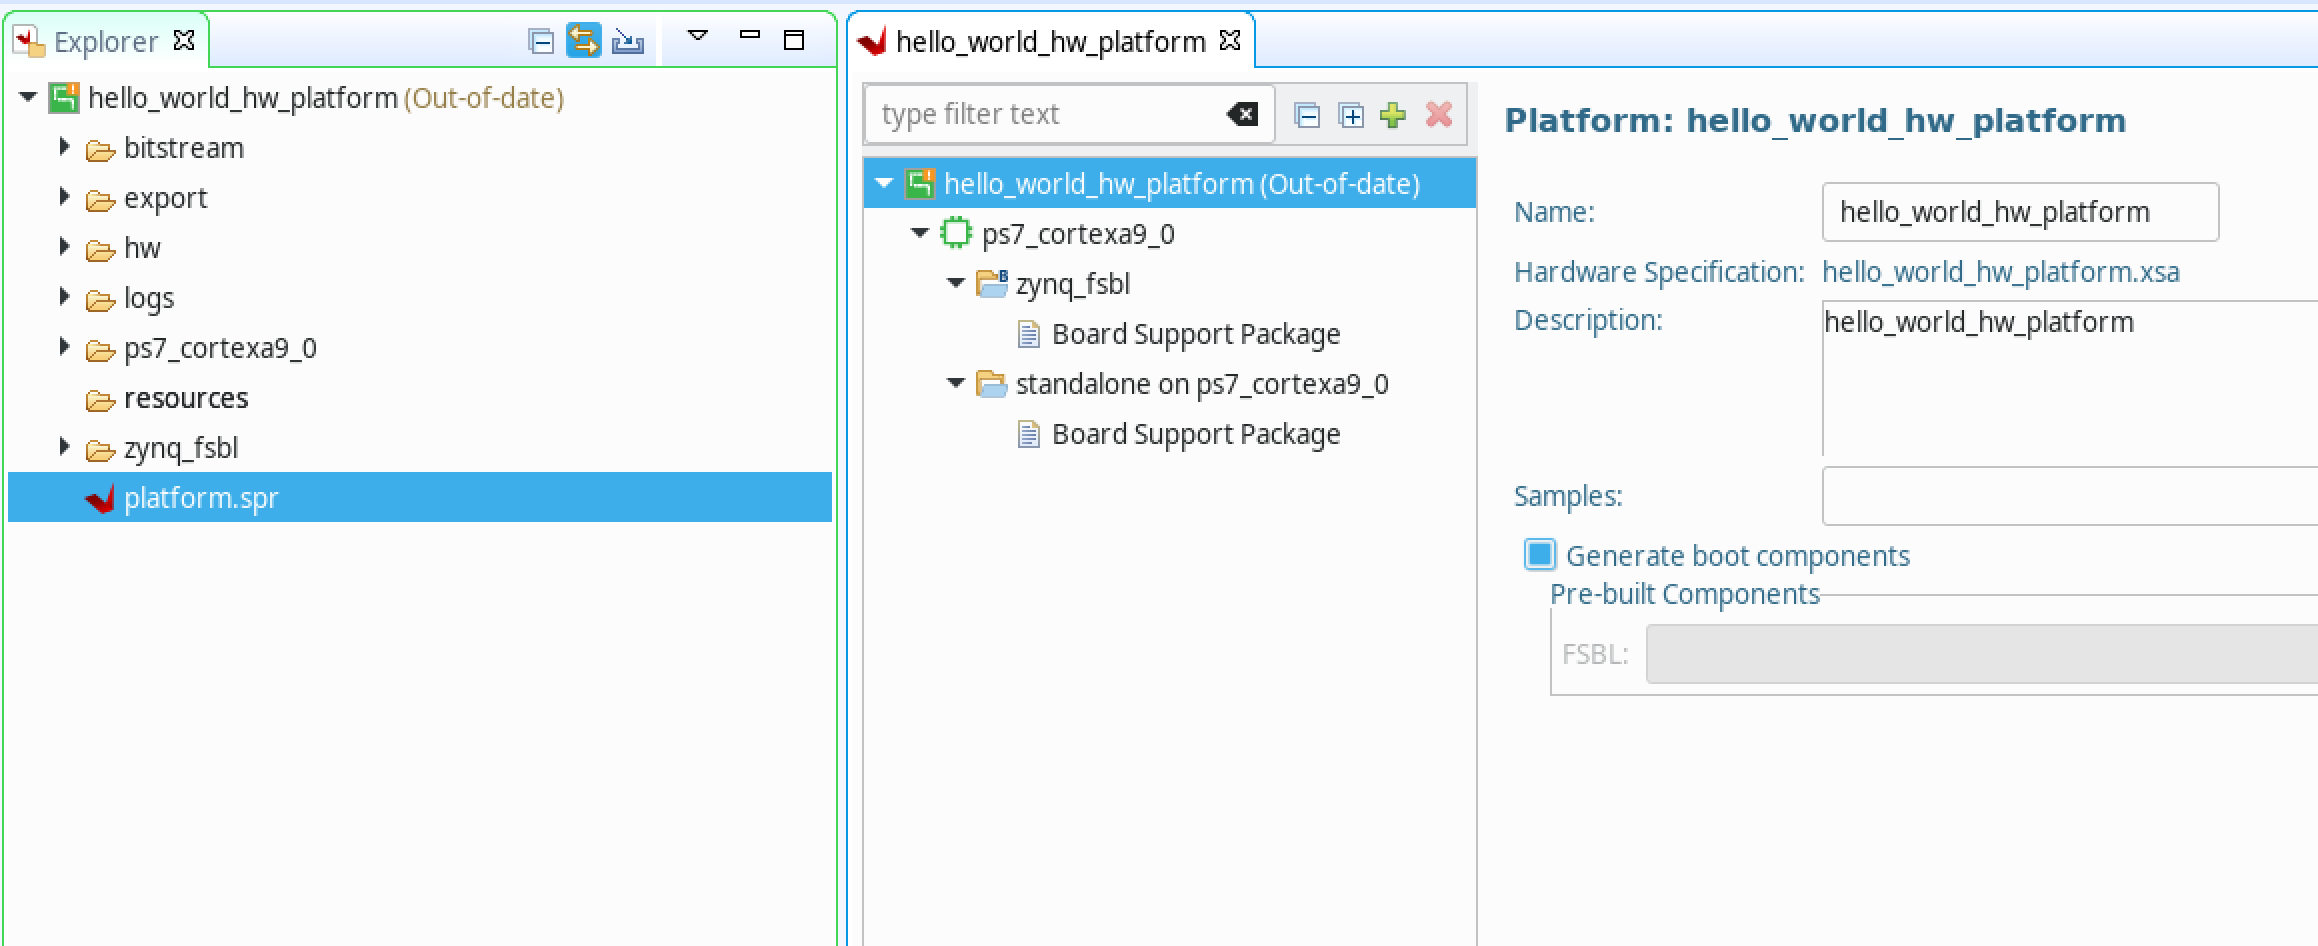 Explorer
hello_world_hw_platform (Out-of-date)
bitstream
export
hw
logs
ps7_cortexa9_0
resources
zynq_fsbl
platform.spr
hello_world_hw_platform
type filter text
hello_world_hw_platform (Out-of-date)
ps7_cortexa9_0
zynq_fsbl
Board Support Package
standalone on ps7_cortexa9_0
Board Support Package
Platform: hello_world_hw_platform
Name: hello_world_hw_platform
Hardware Specification: hello_world_hw_platform.xsa
Description: hello_world_hw_platform
Samples:
Generate boot components
Pre-built Components
FSBL: